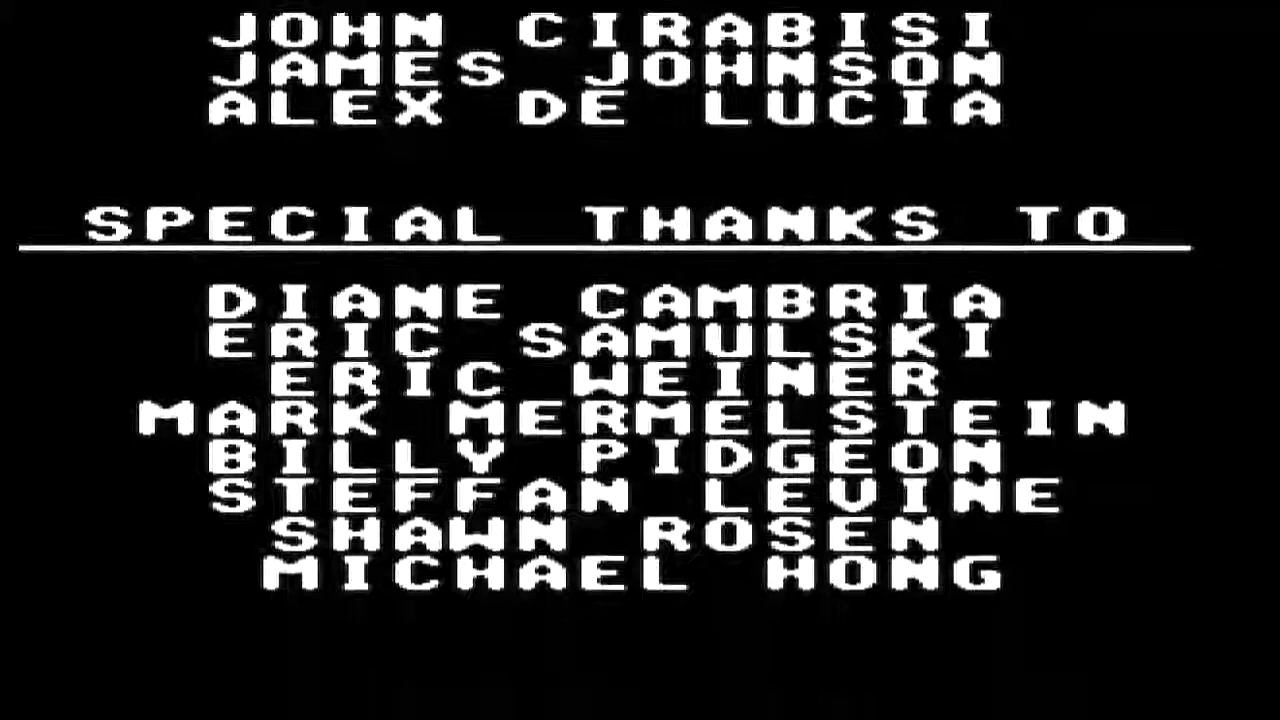 JOHN CIRABISI
JAMES JOHNSON
ALEX DE LUCIA
SPECIAL THANKS TO
DIANE CAMBRIA
ERIC SAMULSKI
ERIC WEINER
MARK MERMELSTEIN
BILLY PIDGEON
STEFFAN LEVINE
SHAWN ROSEN
MICHAEL HONG